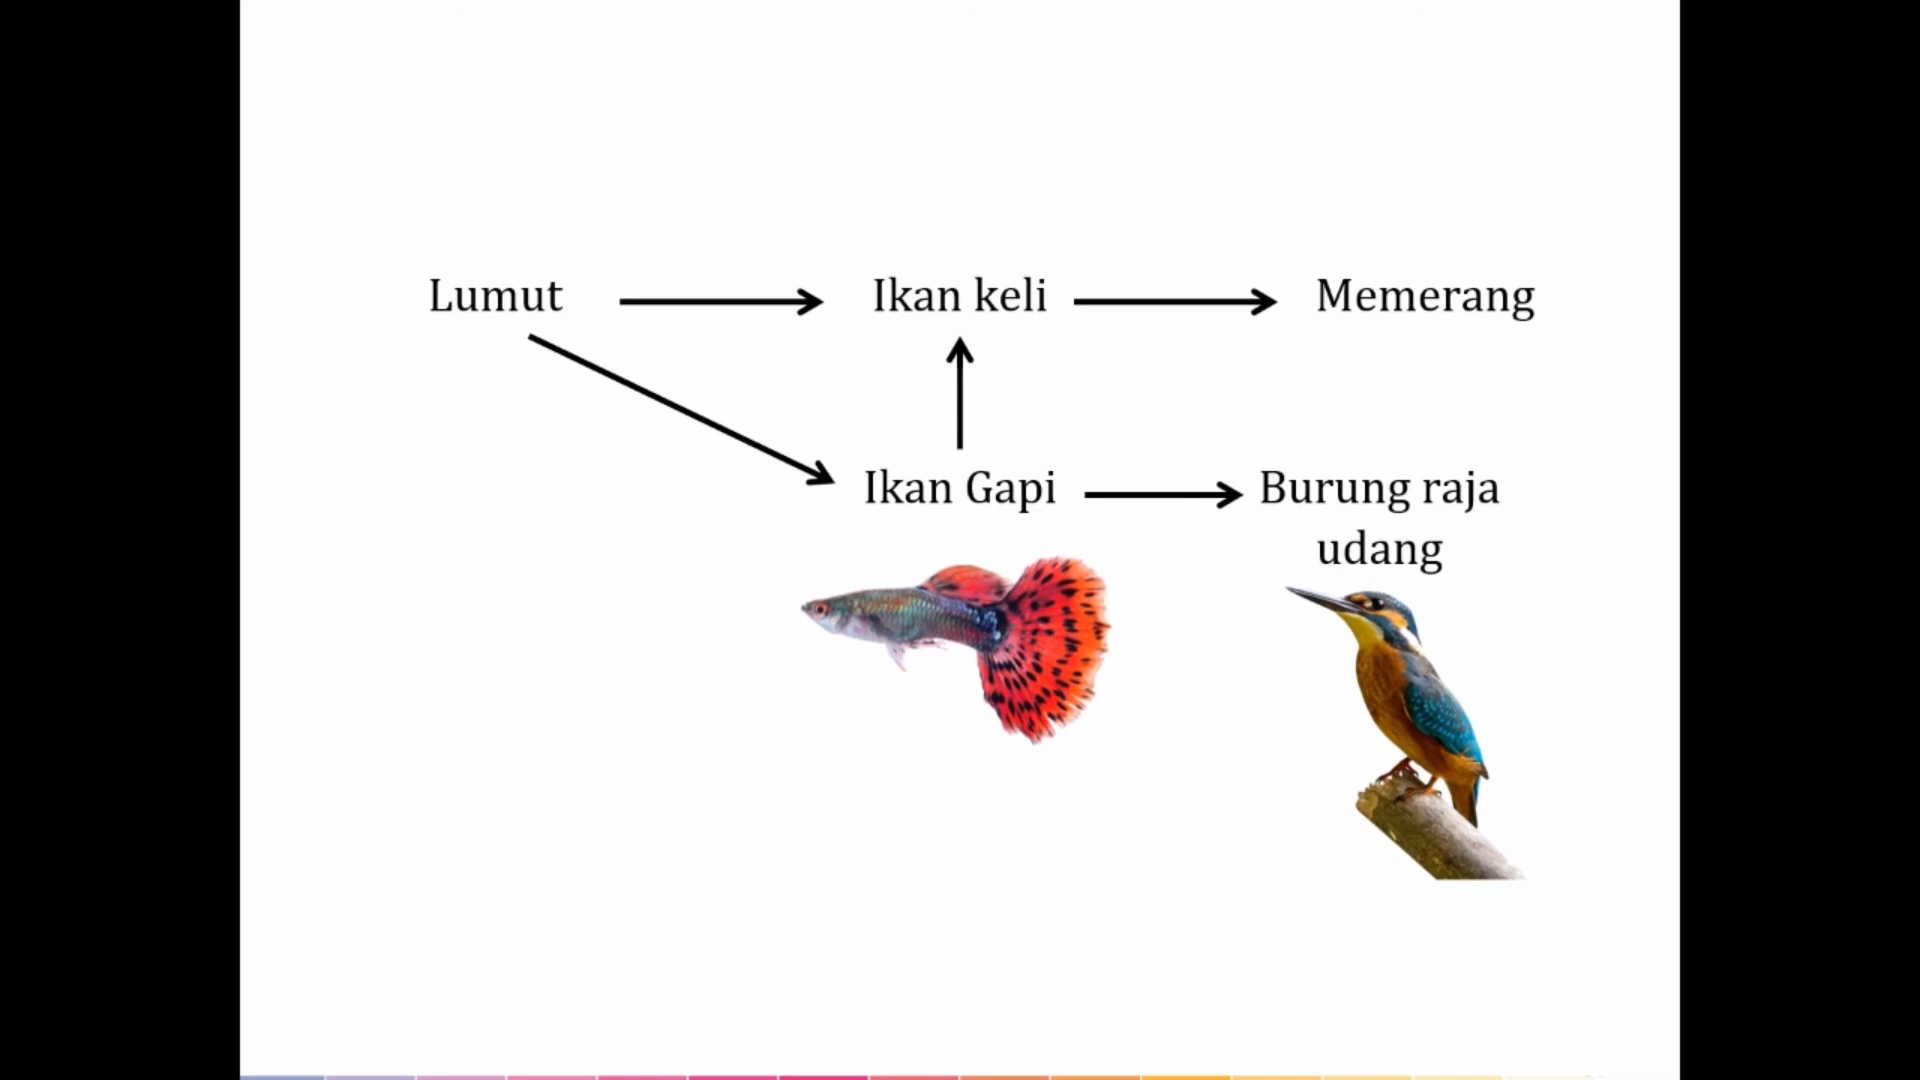 Lumut
Ikan keli
Memerang
Ikan Gapi
Burung raja
udang